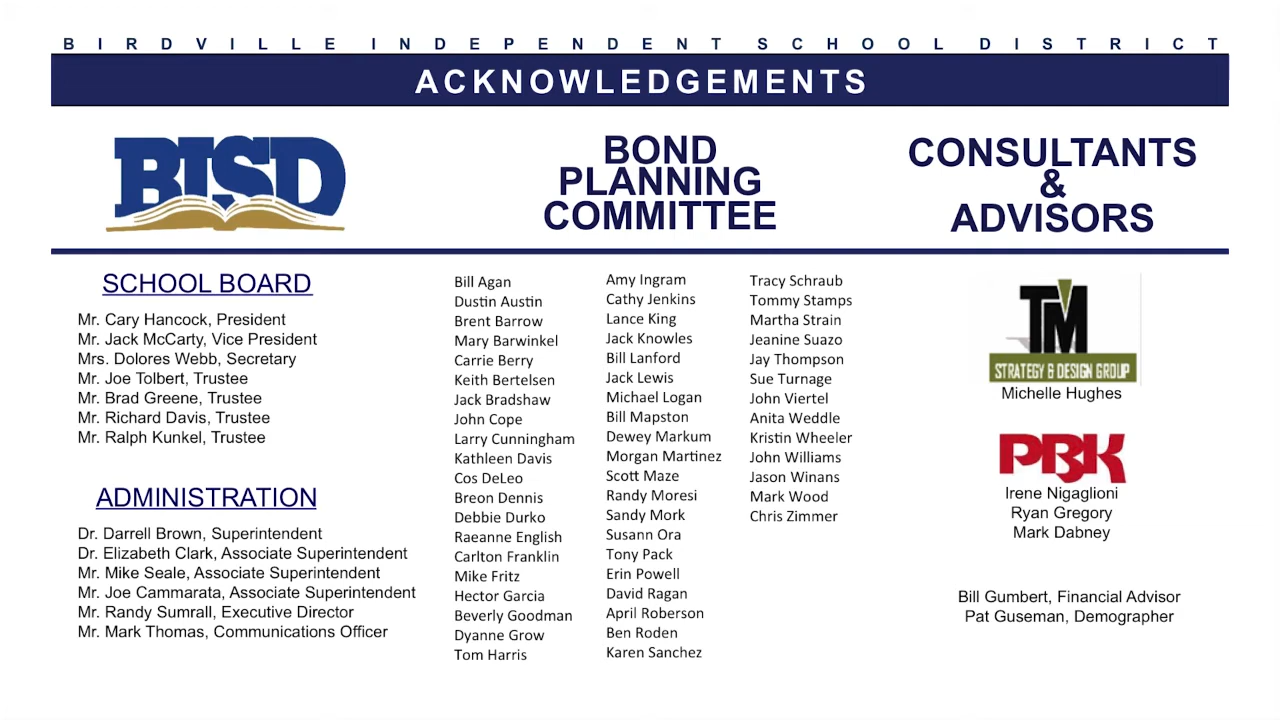 BIRDVILLE INDEPENDENT SCHOOL DISTRICT
ACKNOWLEDGEMENTS
BISD
SCHOOL BOARD
Mr. Cary Hancock, President
Mr. Jack McCarty, Vice President
Mrs. Dolores Webb, Secretary
Mr. Joe Tolbert, Trustee
Mr. Brad Greene, Trustee
Mr. Richard Davis, Trustee
Mr. Ralph Kunkel, Trustee
ADMINISTRATION
Dr. Darrell Brown, Superintendent
Dr. Elizabeth Clark, Associate Superintendent
Mr. Mike Seale, Associate Superintendent
Mr. Joe Cammarata, Associate Superintendent
Mr. Randy Sumrall, Executive Director
Mr. Mark Thomas, Communications Officer
BOND
PLANNING
COMMITTEE
Bill Agan
Dustin Austin
Brent Barrow
Mary Barwinkel
Carrie Berry
Keith Bertelsen
Jack Bradshaw
John Cope
Larry Cunningham
Kathleen Davis
Cos DeLeo
Breon Dennis
Debbie Durko
Raeanne English
Carlton Franklin
Mike Fritz
Hector Garcia
Beverly Goodman
Dyanne Grow
Tom Harris
Amy Ingram
Cathy Jenkins
Lance King
Jack Knowles
Bill Lanford
Jack Lewis
Michael Logan
Bill Mapston
Dewey Markum
Morgan Martinez
Scott Maze
Randy Moresi
Sandy Mork
Susann Ora
Tony Pack
Erin Powell
David Ragan
April Roberson
Ben Roden
Karen Sanchez
Tracy Schraub
Tommy Stamps
Martha Strain
Jeanine Suazo
Jay Thompson
Sue Turnage
John Viertel
Anita Weddle
Kristin Wheeler
John Williams
Jason Winans
Mark Wood
Chris Zimmer
CONSULTANTS
&
ADVISORS
TM
STRATEGY & DESIGN GROUP
Michelle Hughes
PBK
Irene Nigaglioni
Ryan Gregory
Mark Dabney
Bill Gumbert, Financial Advisor
Pat Guseman, Demographer